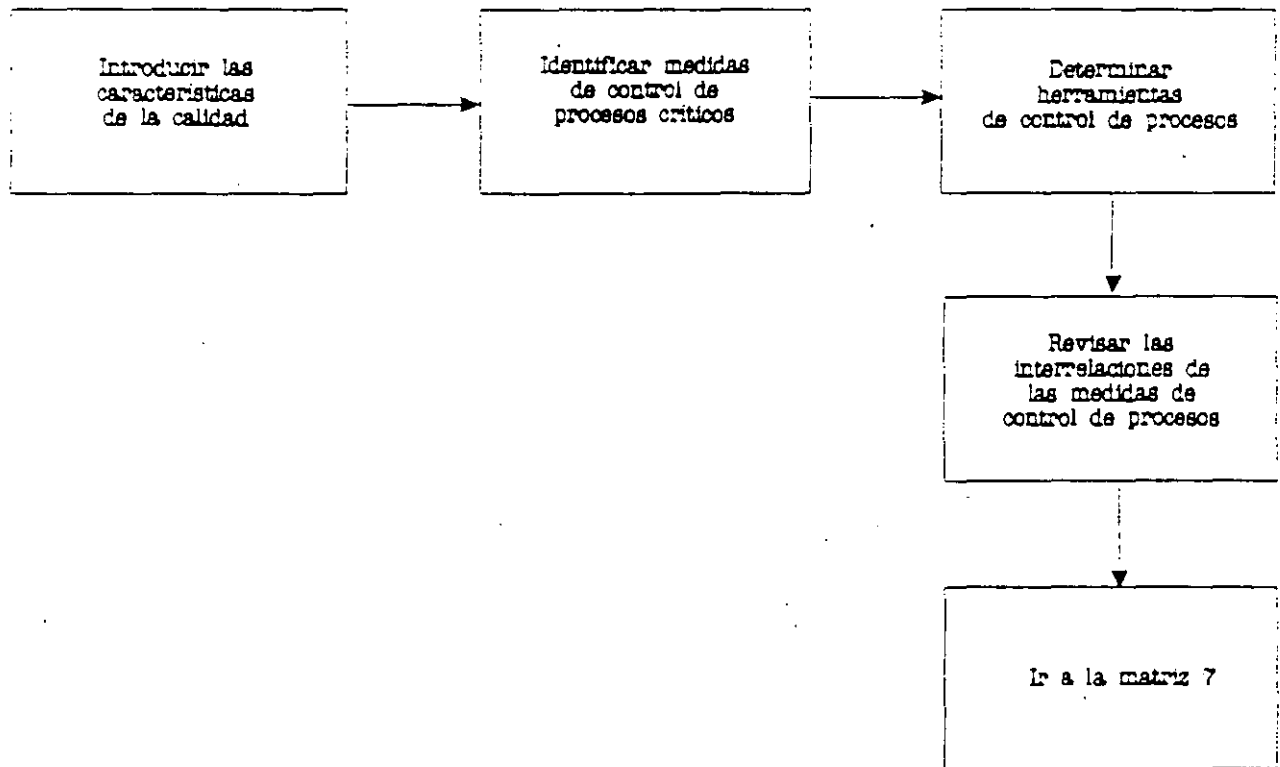 Introducir las
características
de la calidad
Identificar medidas
de control de
procesos críticos
Determinar
herramientas
de control de procesos
Revisar las
interrelaciones de
las medidas de
control de procesos
Ir a la matriz 7